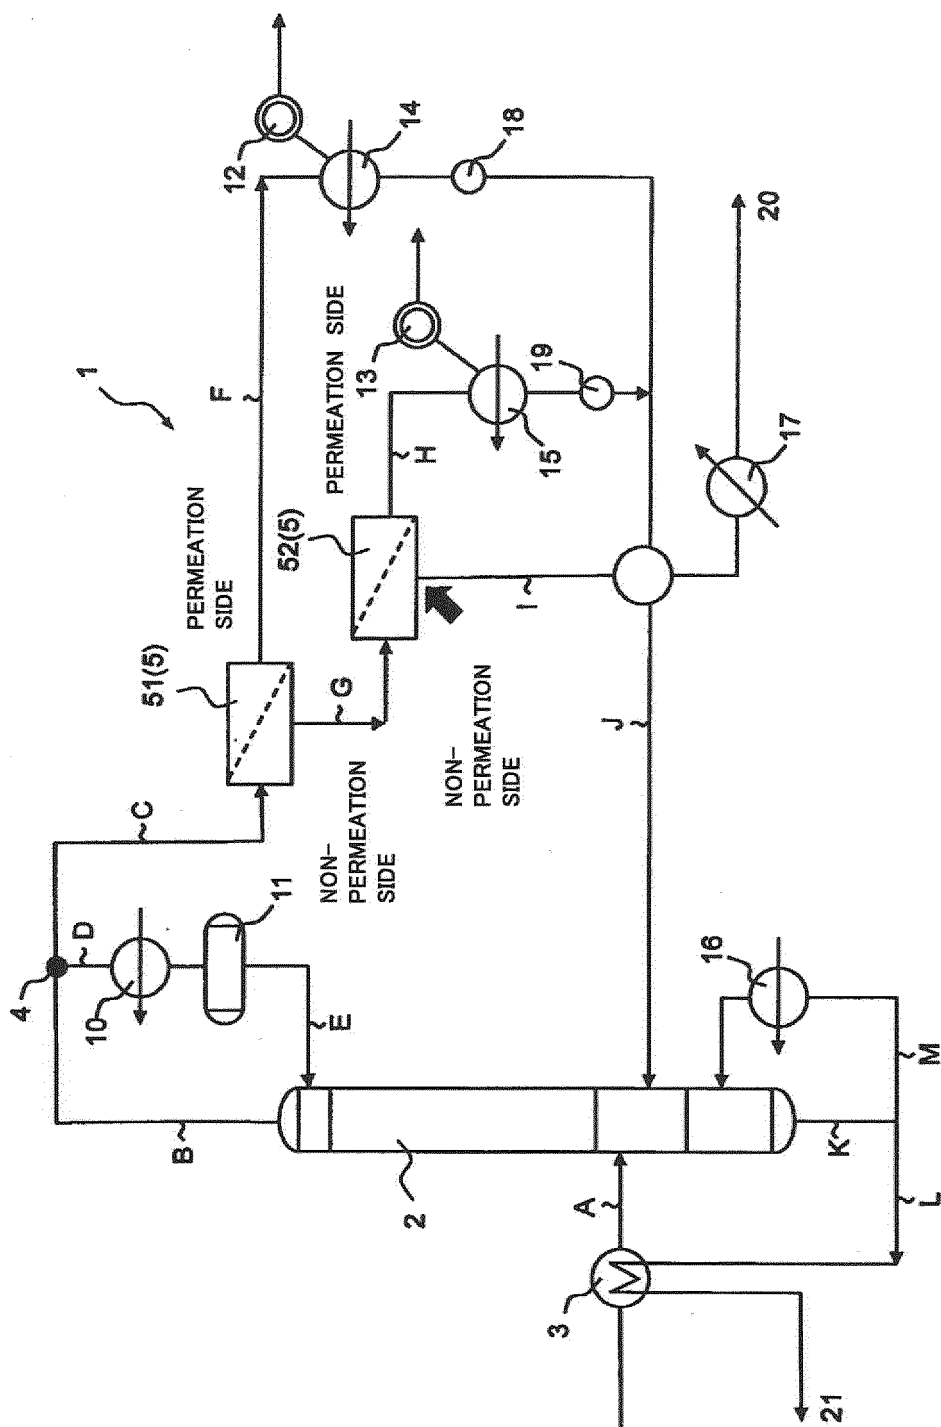 1
12
14
18
F
PERMEATION
SIDE
PERMEATION SIDE
13
19
15
H
51(5)
52(5)
G
I
20
17
C
NON-
PERMEATION
SIDE
NON-
PERMEATION
SIDE
J
4
D
10
11
E
B
2
16
M
K
L
A
3
21